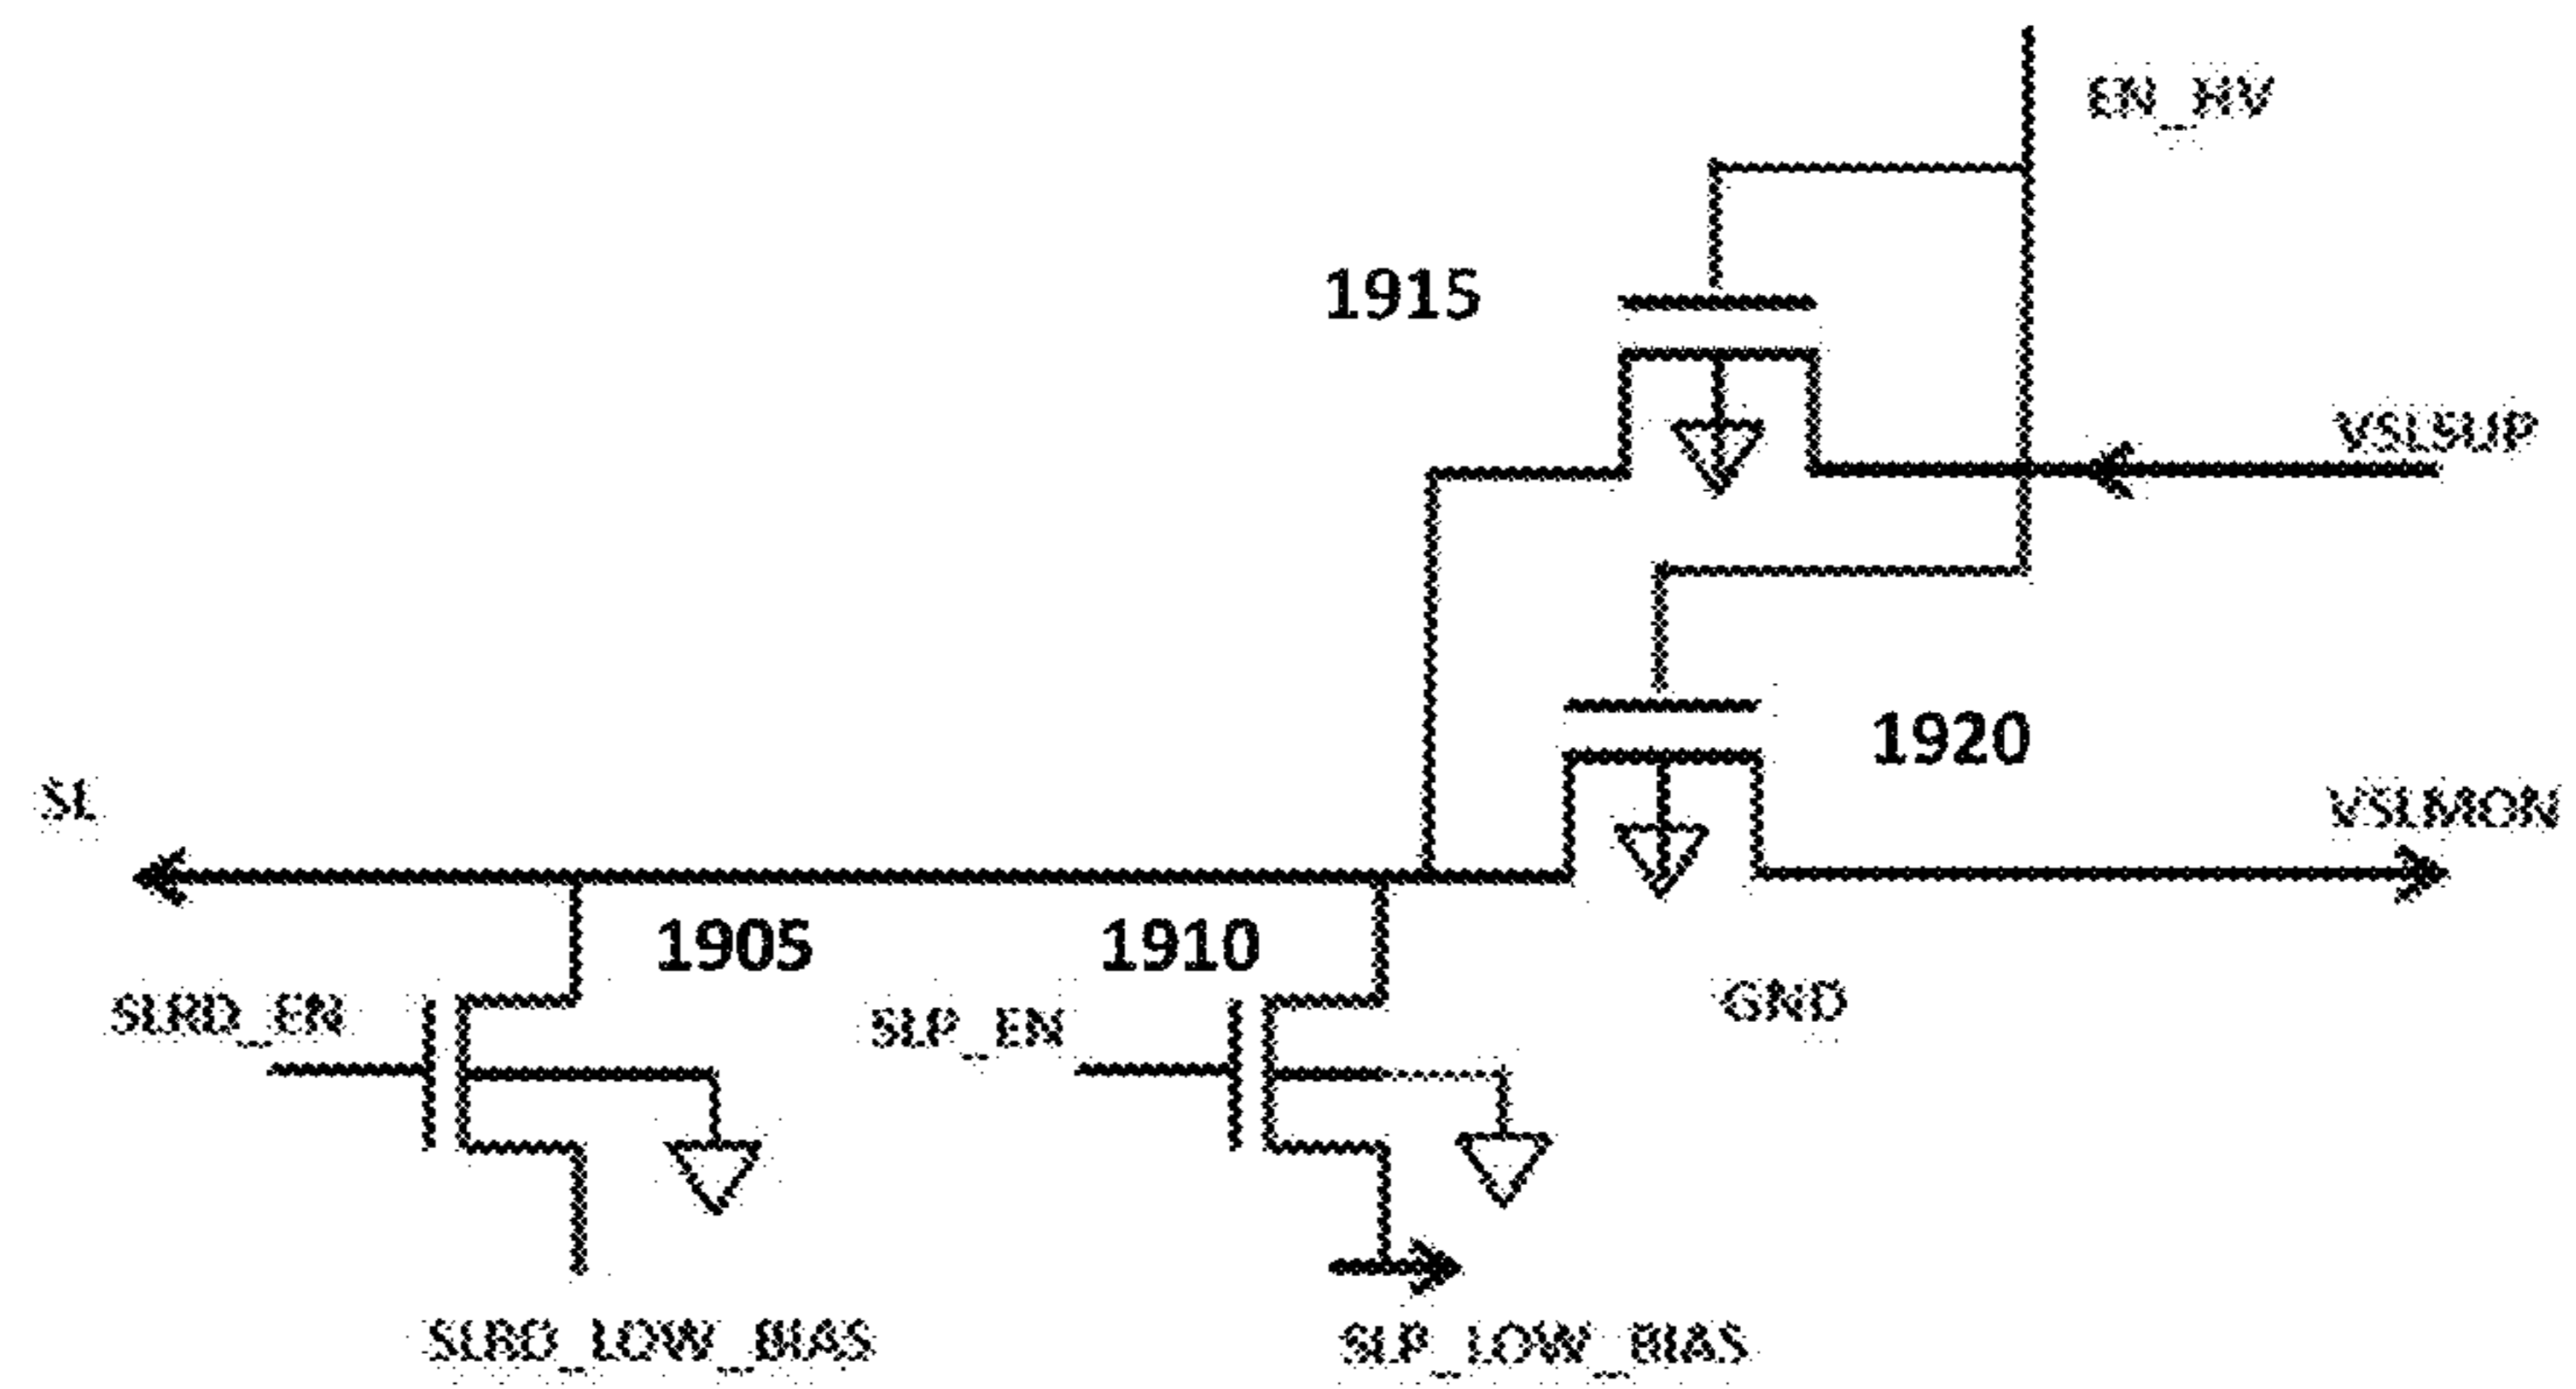 EN_HV
1915
VSLSUP
1920
SL
VSLMON
1905
1910
SLRD_EN
SLP_EN
GND
SLRD_LOW_BIAS
SLP_LOW_BIAS